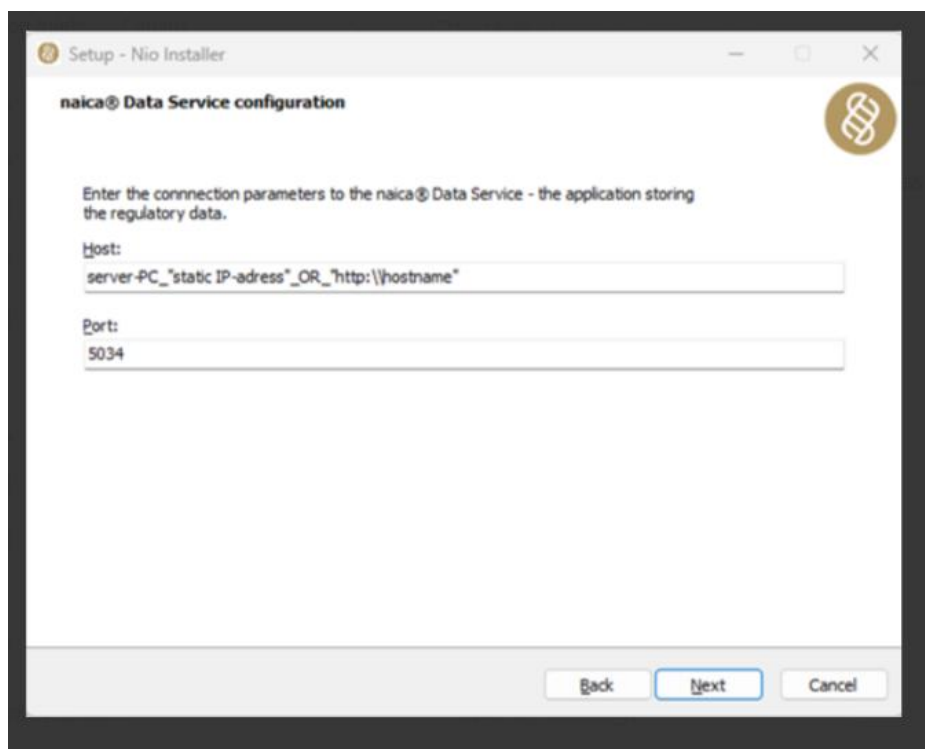 Setup - Nio Installer
naica® Data Service configuration
Enter the connnection parameters to the naica® Data Service - the application storing
the regulatory data.
Host:
server-PC_"static IP-adress"_OR_"http:\\hostname"
Port:
5034
Back
Next
Cancel